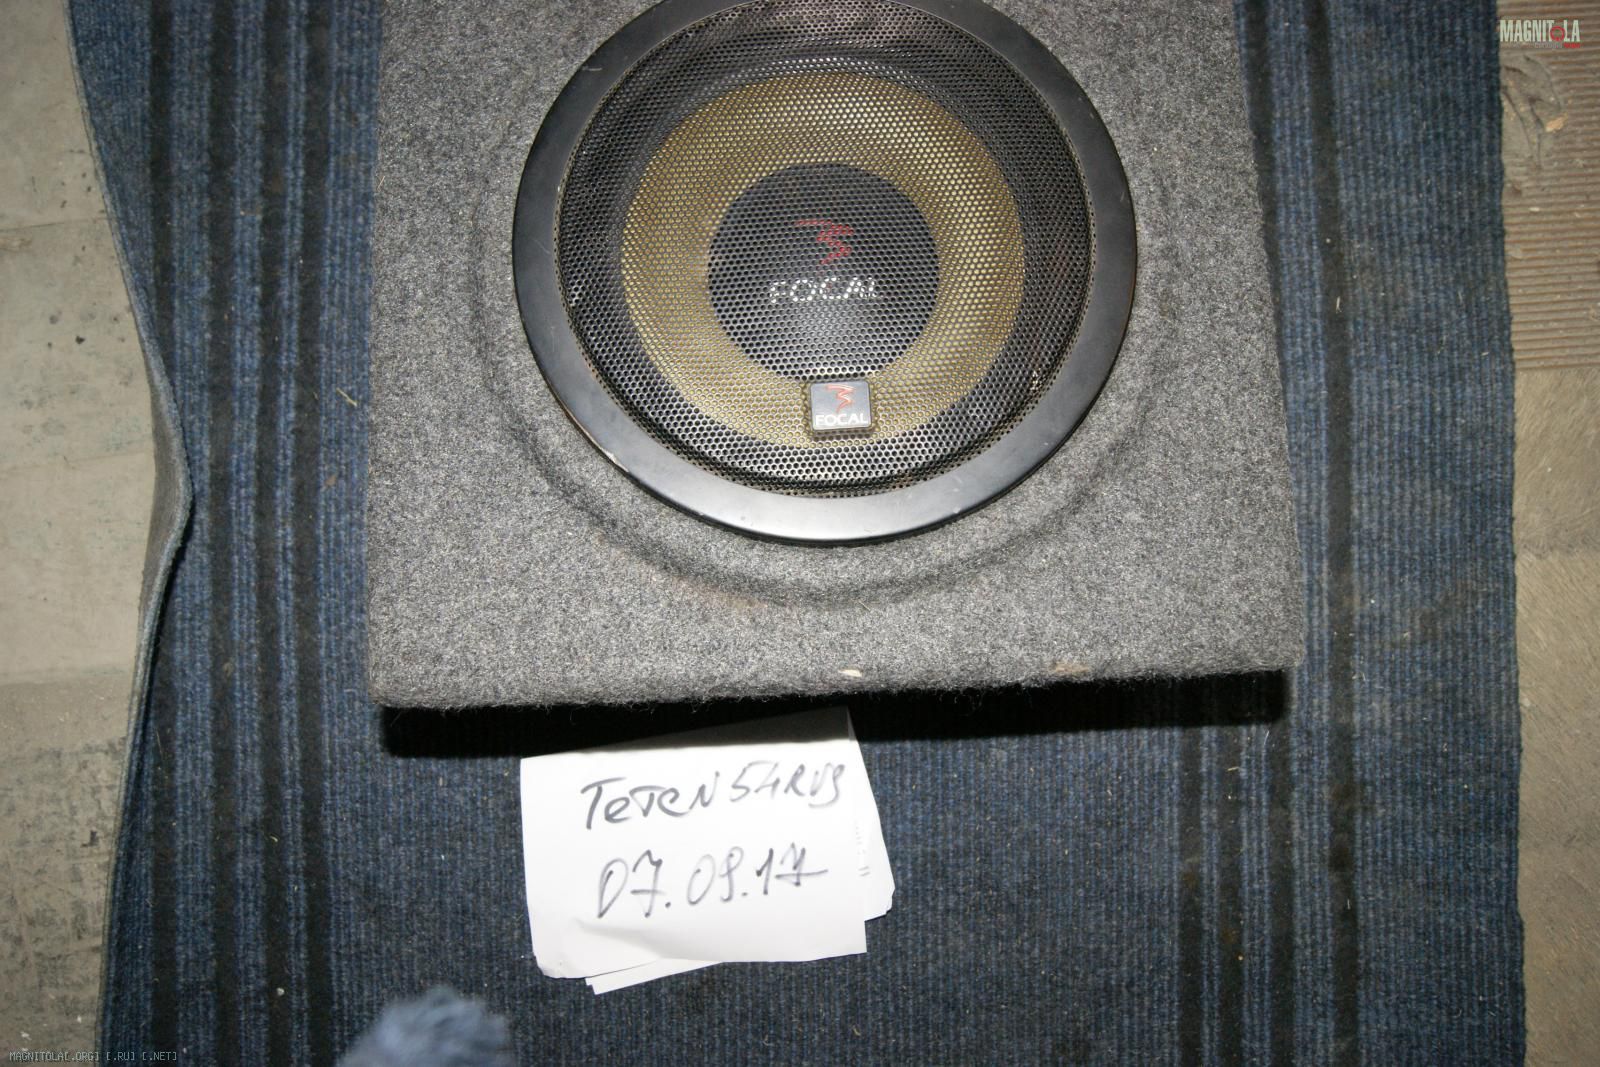 MAGNITOLA
FOCAL
FOCAL
TeTeN54RUS
07.09.17
MAGNITOLA[.ORG] [.RU] [.NET]